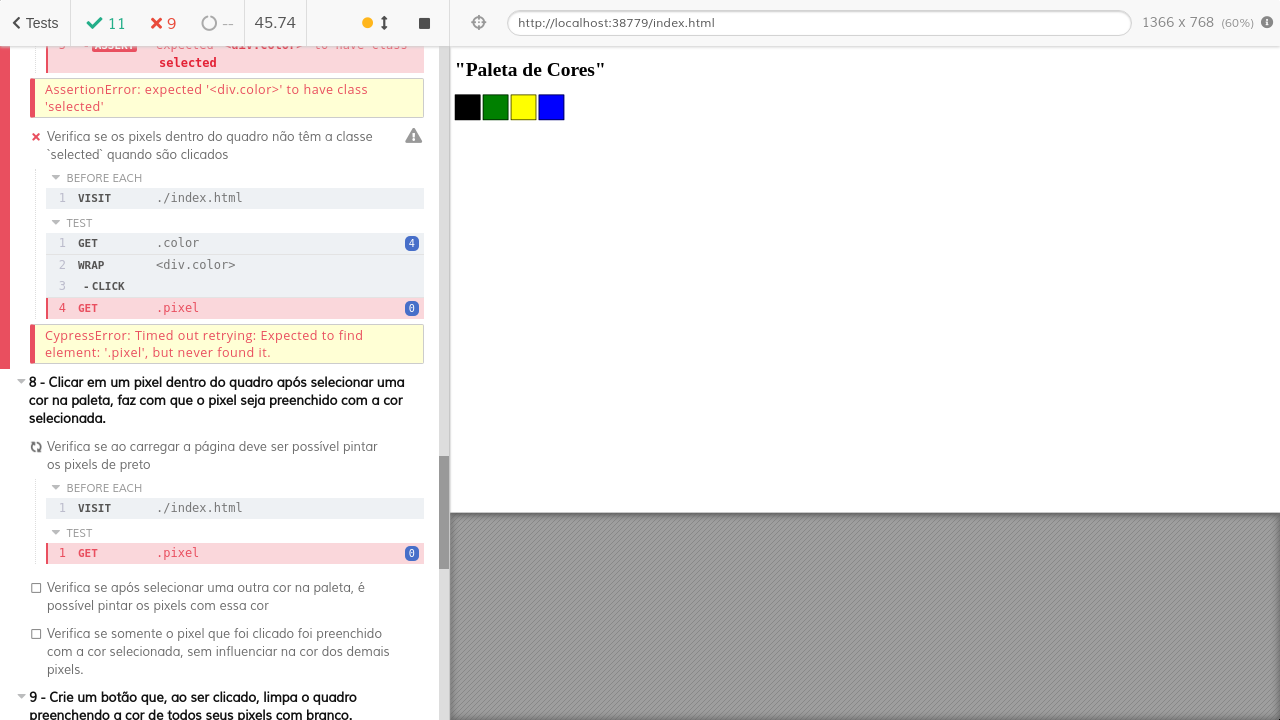 Tests
11
9
--
45.74
http://localhost:38779/index.html
1366 x 768 (60%)
3 -ASSERT expected '<div.color>' to have class
selected
AssertionError: expected '<div.color>' to have class
'selected'
Verifica se os pixels dentro do quadro não têm a classe
`selected` quando são clicados
BEFORE EACH
1 VISIT ./index.html
TEST
1 GET .color 4
2 WRAP <div.color>
3 -CLICK
4 GET .pixel 0
CypressError: Timed out retrying: Expected to find
element: '.pixel', but never found it.
8 - Clicar em um pixel dentro do quadro após selecionar uma
cor na paleta, faz com que o pixel seja preenchido com a cor
selecionada.
Verifica se ao carregar a página deve ser possível pintar
os pixels de preto
BEFORE EACH
1 VISIT ./index.html
TEST
1 GET .pixel 0
Verifica se após selecionar uma outra cor na paleta, é
possível pintar os pixels com essa cor
Verifica se somente o pixel que foi clicado foi preenchido
com a cor selecionada, sem influenciar na cor dos demais
pixels.
9 - Crie um botão que, ao ser clicado, limpa o quadro
preenchendo a cor de todos seus pixels com branco.
"Paleta de Cores"